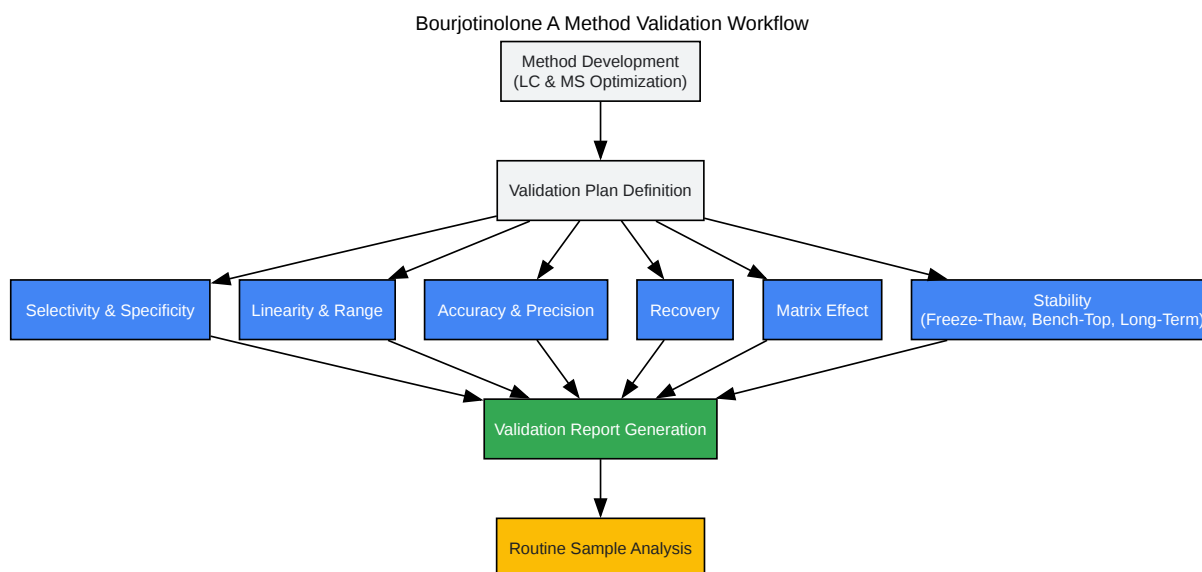 Bourjotinolone A Method Validation Workflow
Method Development
(LC & MS Optimization)
Validation Plan Definition
Selectivity & Specificity
Linearity & Range
Accuracy & Precision
Recovery
Matrix Effect
Stability
(Freeze-Thaw, Bench-Top, Long-Term)
Validation Report Generation
Routine Sample Analysis